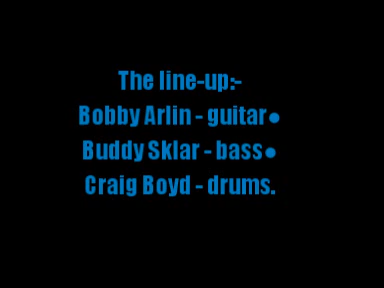 The line-up:-
Bobby Arlin - guitar●
Buddy Sklar - bass●
Craig Boyd - drums.